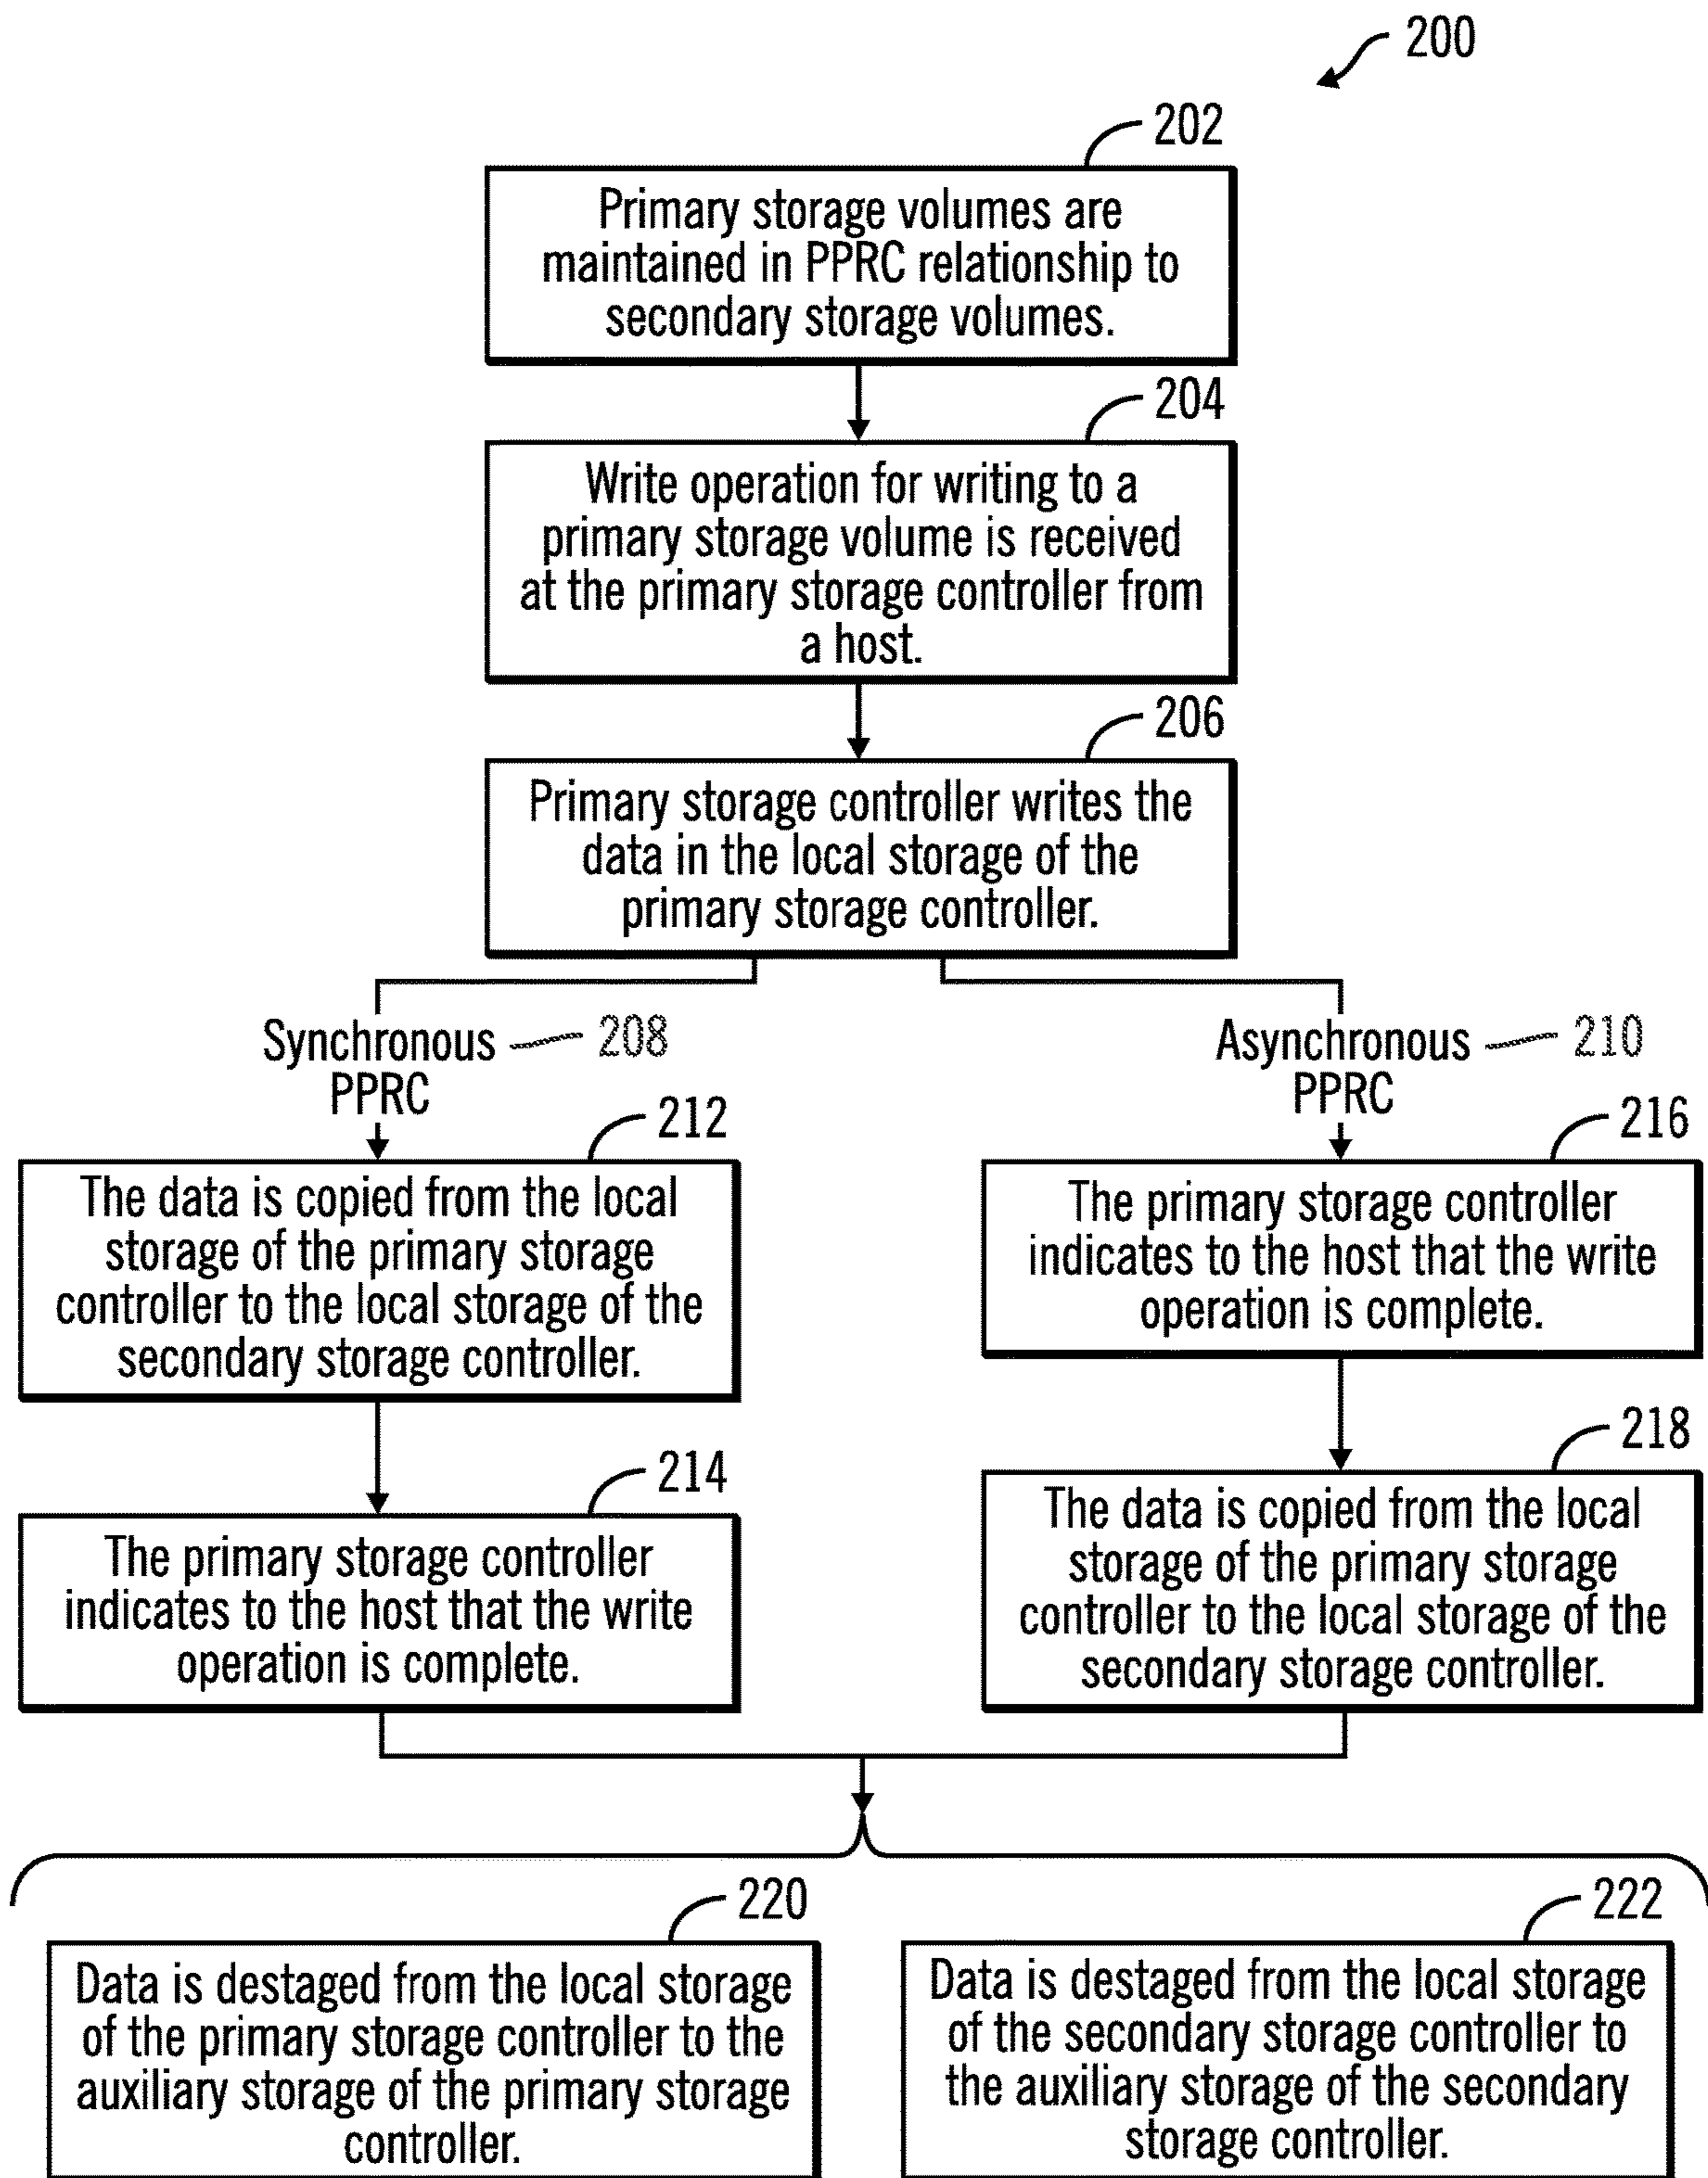 200
202
Primary storage volumes are
maintained in PPRC relationship to
secondary storage volumes.
204
Write operation for writing to a
primary storage volume is received
at the primary storage controller from
a host.
206
Primary storage controller writes the
data in the local storage of the
primary storage controller.
Synchronous 208
PPRC
Asynchronous 210
PPRC
212
The data is copied from the local
storage of the primary storage
controller to the local storage of the
secondary storage controller.
216
The primary storage controller
indicates to the host that the write
operation is complete.
214
The primary storage controller
indicates to the host that the write
operation is complete.
218
The data is copied from the local
storage of the primary storage
controller to the local storage of the
secondary storage controller.
220
Data is destaged from the local storage
of the primary storage controller to the
auxiliary storage of the primary storage
controller.
222
Data is destaged from the local storage
of the secondary storage controller to
the auxiliary storage of the secondary
storage controller.